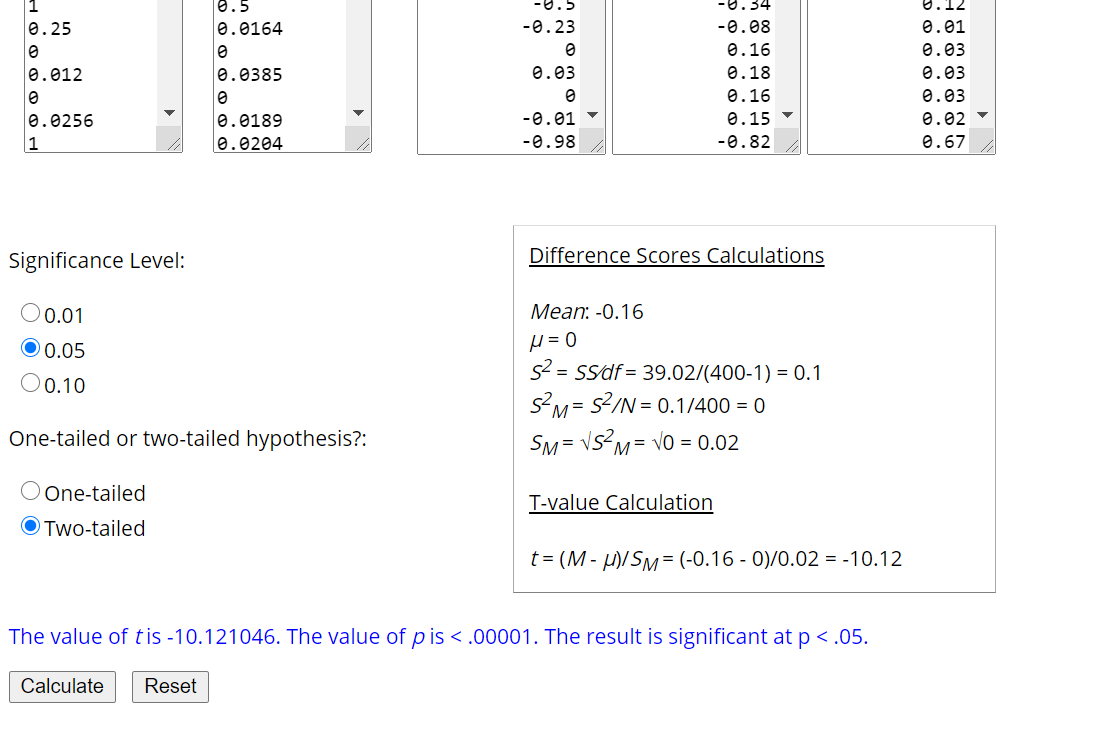 1
0.25
0
0.012
0
0.0256
1
0.5
0.0164
0
0.0385
0
0.0189
0.0204
-0.5
-0.23
0
0.03
0
-0.01
-0.98
-0.34
-0.08
0.16
0.18
0.16
0.15
-0.82
0.12
0.01
0.03
0.03
0.03
0.02
0.67
Significance Level:
0.01
0.05
0.10
One-tailed or two-tailed hypothesis?:
One-tailed
Two-tailed
Difference Scores Calculations
Mean: -0.16
μ = 0
S² = SS⁄df = 39.02/(400-1) = 0.1
S²M = S²/N = 0.1/400 = 0
SM = √S²M = √0 = 0.02
T-value Calculation
t = (M - μ)/SM = (-0.16 - 0)/0.02 = -10.12
The value of t is -10.121046. The value of p is < .00001. The result is significant at p < .05.
Calculate
Reset